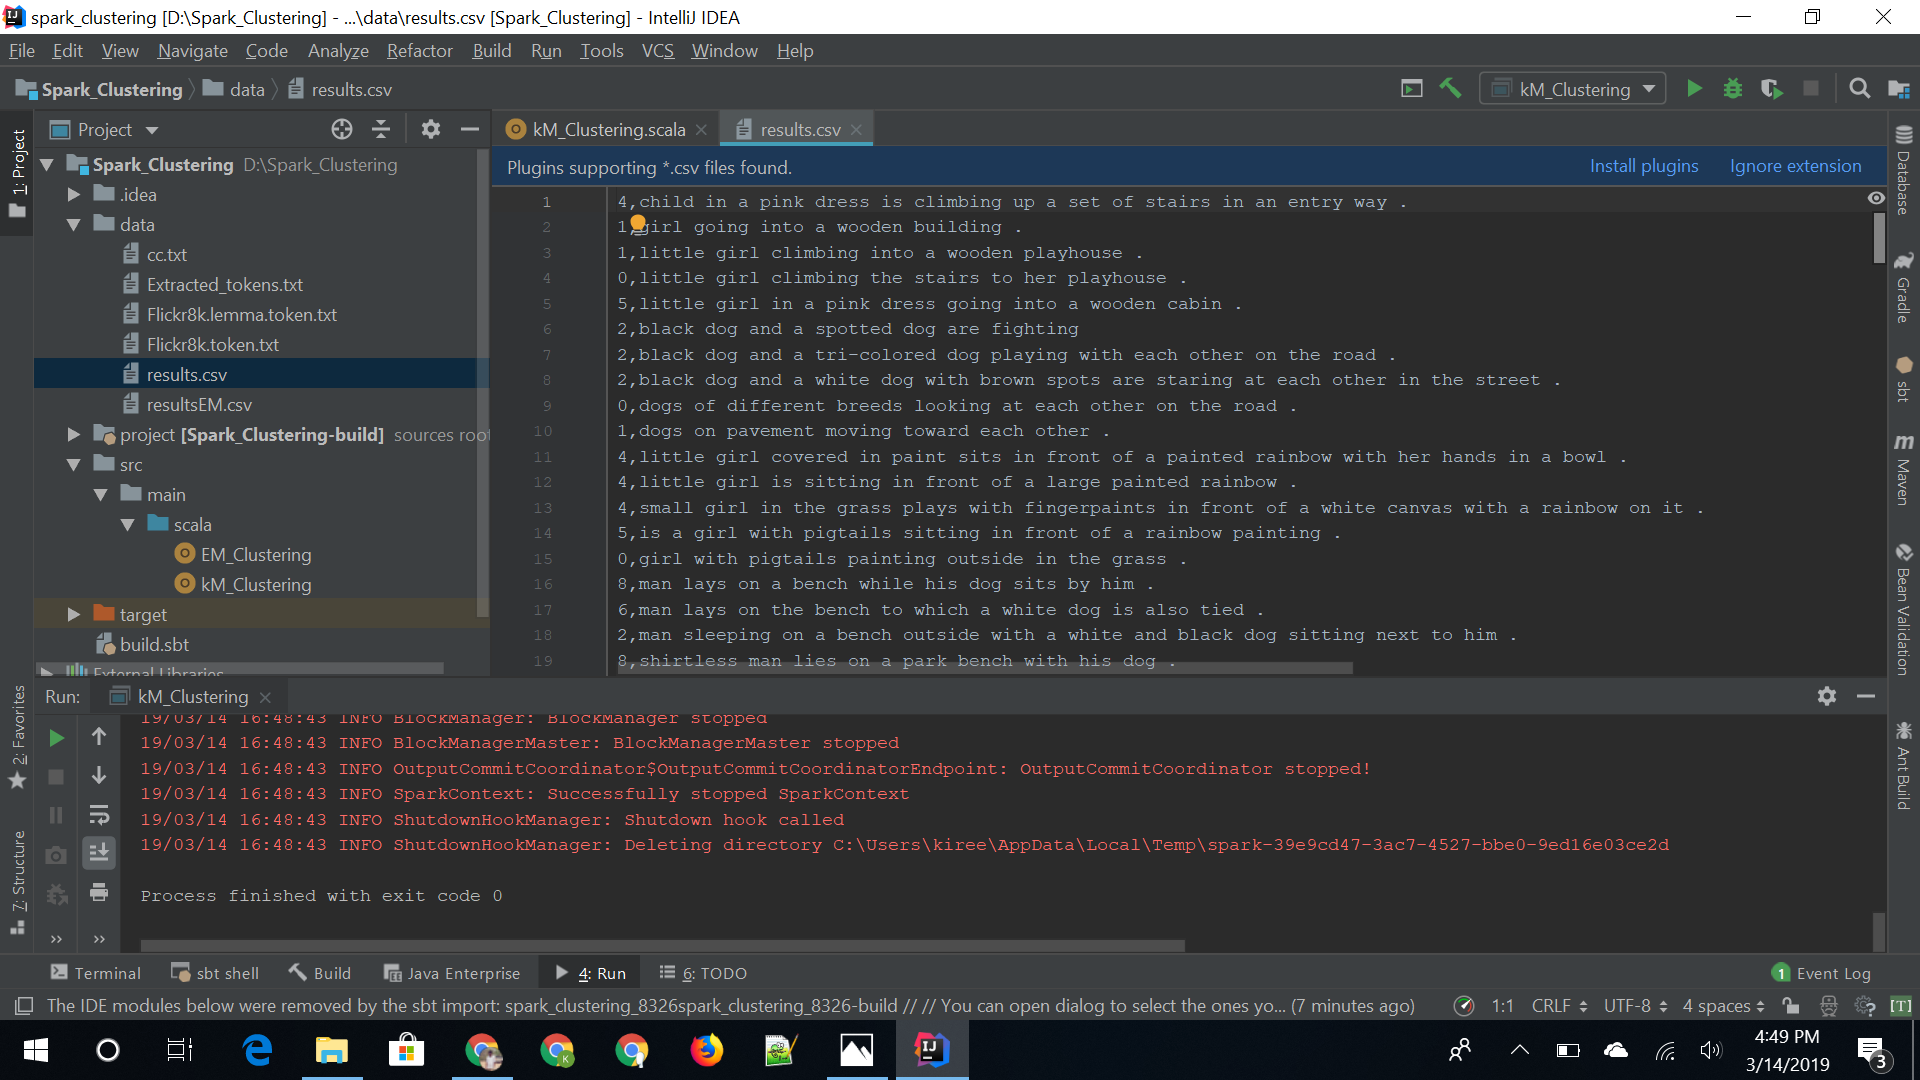 spark_clustering [D:\Spark_Clustering] - ...\data\results.csv [Spark_Clustering] - IntelliJ IDEA
File Edit View Navigate Code Analyze Refactor Build Run Tools VCS Window Help
Spark_Clustering data results.csv
kM_Clustering
Project
kM_Clustering.scala
results.csv
Plugins supporting *.csv files found.
Install plugins Ignore extension
1: Project
Spark_Clustering D:\Spark_Clustering
.idea
data
cc.txt
Extracted_tokens.txt
Flickr8k.lemma.token.txt
Flickr8k.token.txt
results.csv
resultsEM.csv
project [Spark_Clustering-build] sources root
src
main
scala
EM_Clustering
kM_Clustering
target
build.sbt
External Libraries
1 4,child in a pink dress is climbing up a set of stairs in an entry way .
2 1,girl going into a wooden building .
3 1,little girl climbing into a wooden playhouse .
4 0,little girl climbing the stairs to her playhouse .
5 5,little girl in a pink dress going into a wooden cabin .
6 2,black dog and a spotted dog are fighting
7 2,black dog and a tri-colored dog playing with each other on the road .
8 2,black dog and a white dog with brown spots are staring at each other in the street .
9 0,dogs of different breeds looking at each other on the road .
10 1,dogs on pavement moving toward each other .
11 4,little girl covered in paint sits in front of a painted rainbow with her hands in a bowl .
12 4,little girl is sitting in front of a large painted rainbow .
13 4,small girl in the grass plays with fingerpaints in front of a white canvas with a rainbow on it .
14 5,is a girl with pigtails sitting in front of a rainbow painting .
15 0,girl with pigtails painting outside in the grass .
16 8,man lays on a bench while his dog sits by him .
17 6,man lays on the bench to which a white dog is also tied .
18 2,man sleeping on a bench outside with a white and black dog sitting next to him .
19 8,shirtless man lies on a park bench with his dog .
Database
Gradle
sbt
Maven
Bean Validation
Ant Build
2: Favorites
7: Structure
Run: kM_Clustering
19/03/14 16:48:43 INFO BlockManager: BlockManager stopped
19/03/14 16:48:43 INFO BlockManagerMaster: BlockManagerMaster stopped
19/03/14 16:48:43 INFO OutputCommitCoordinator$OutputCommitCoordinatorEndpoint: OutputCommitCoordinator stopped!
19/03/14 16:48:43 INFO SparkContext: Successfully stopped SparkContext
19/03/14 16:48:43 INFO ShutdownHookManager: Shutdown hook called
19/03/14 16:48:43 INFO ShutdownHookManager: Deleting directory C:\Users\kiree\AppData\Local\Temp\spark-39e9cd47-3ac7-4527-bbe0-9ed16e03ce2d
Process finished with exit code 0
Terminal sbt shell Build Java Enterprise 4: Run 6: TODO 1 Event Log
The IDE modules below were removed by the sbt import: spark_clustering_8326spark_clustering_8326-build // // You can open dialog to select the ones yo... (7 minutes ago) 1:1 CRLF UTF-8 4 spaces [T]
4:49 PM
3/14/2019
3